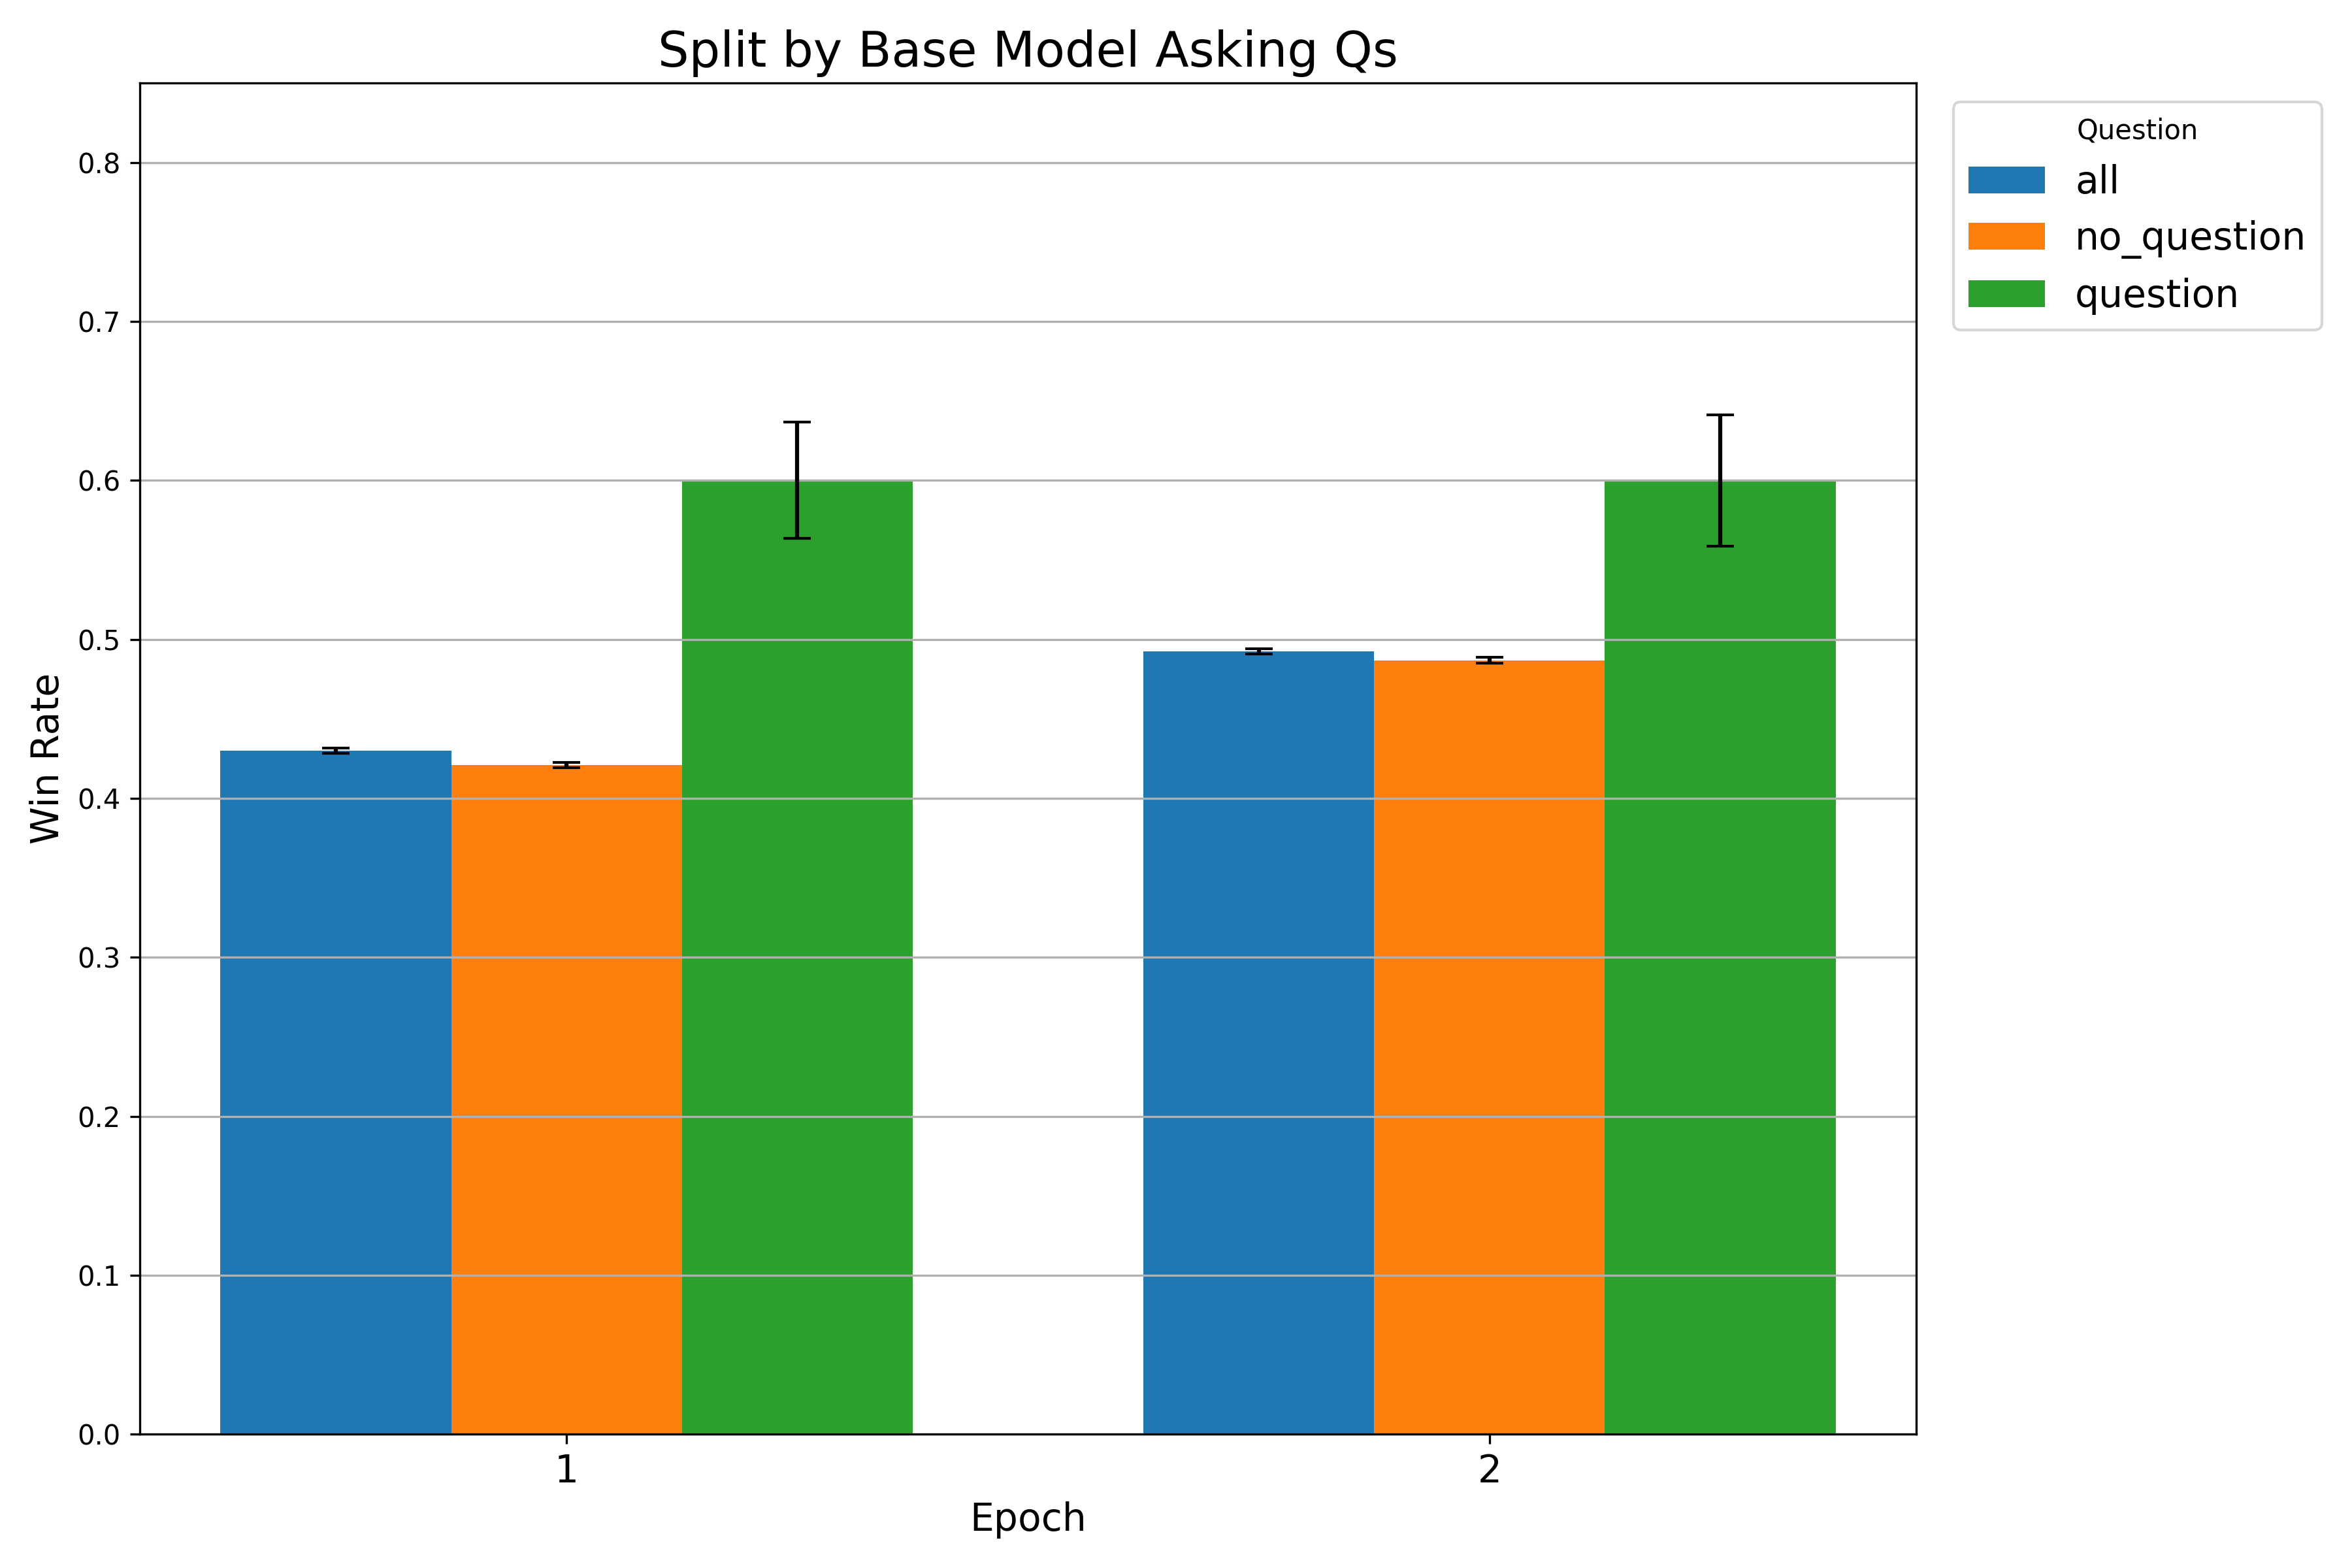 Split by Base Model Asking Qs
Question
all
no_question
question
Win Rate
0.8
0.7
0.6
0.5
0.4
0.3
0.2
0.1
0.0
1
2
Epoch